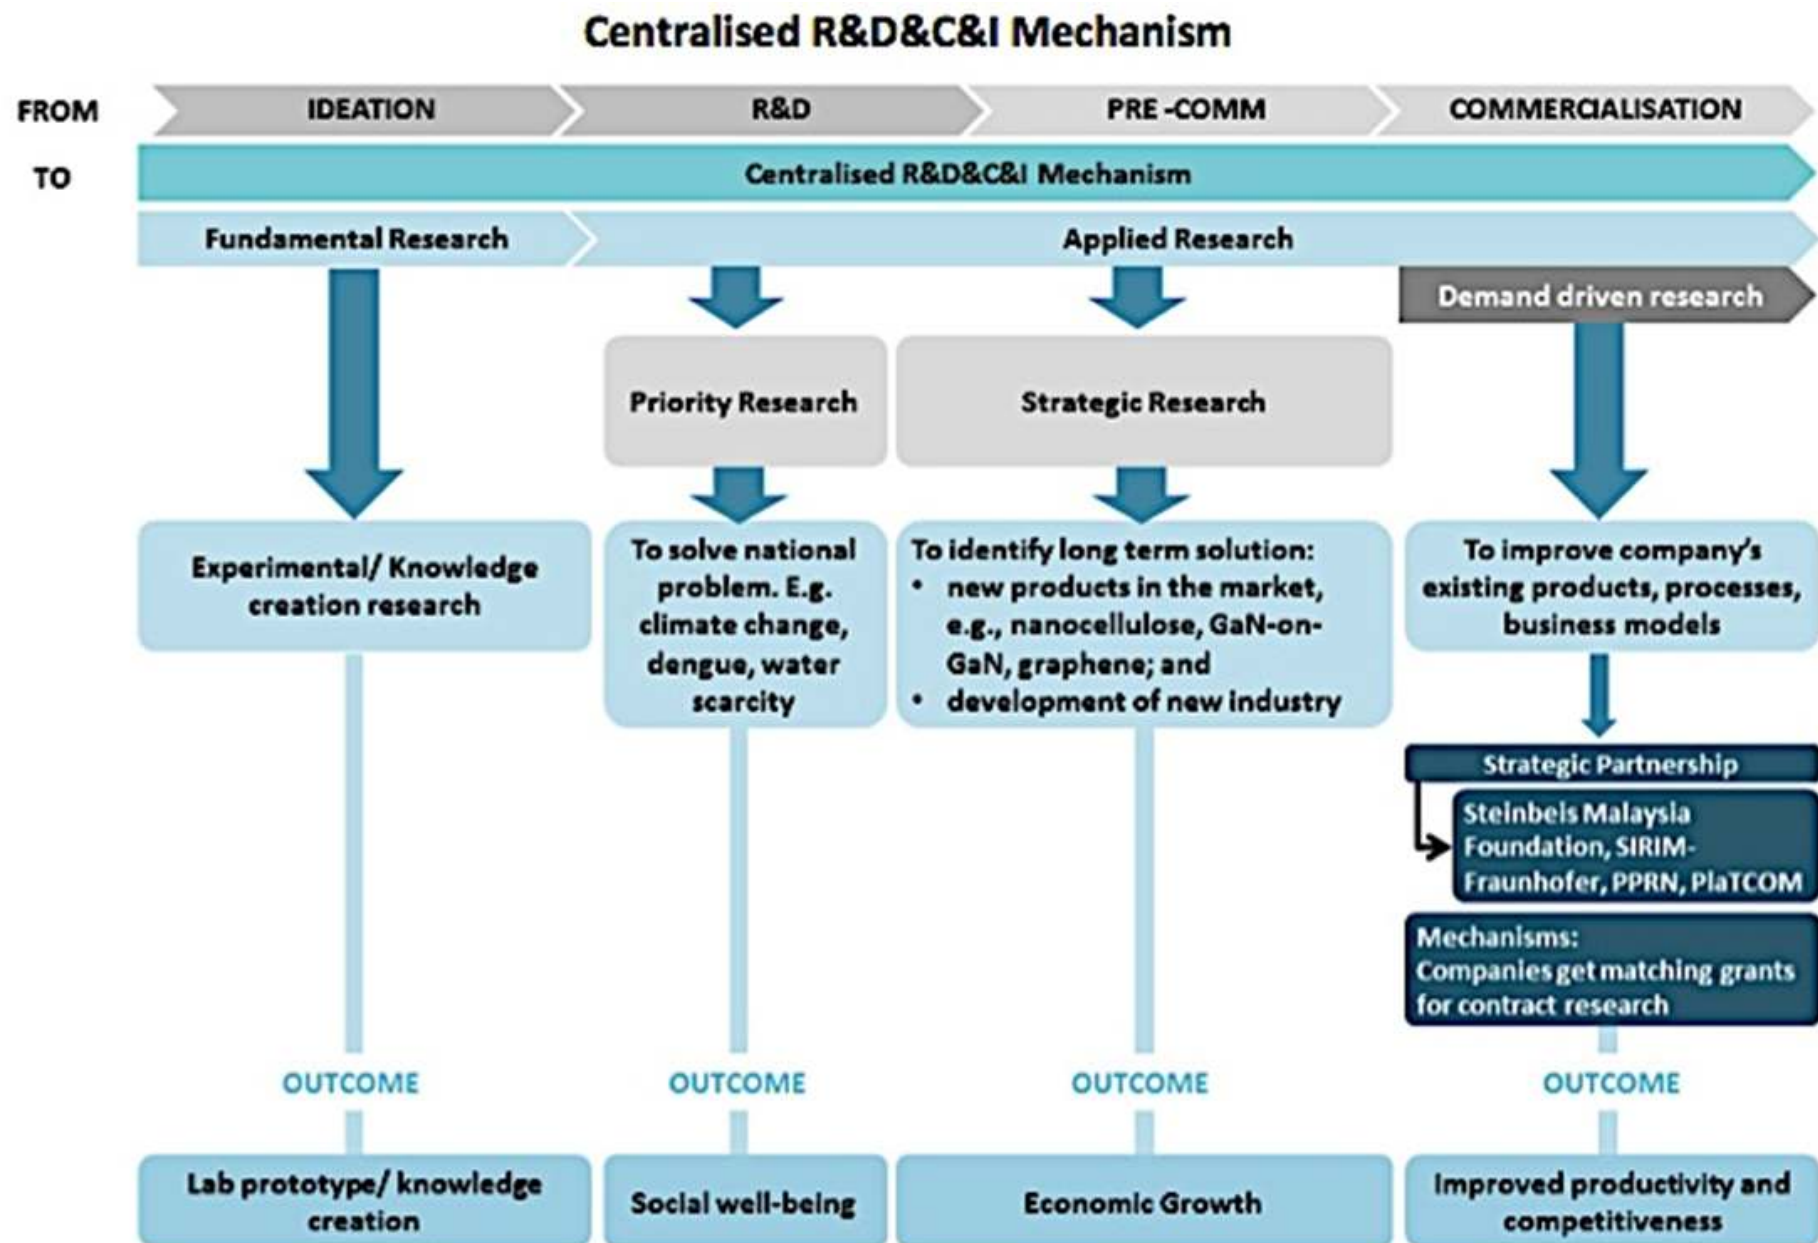 Centralised R&D&C&I Mechanism
FROM
IDEATION
R&D
PRE -COMM
COMMERCIALISATION
TO
Centralised R&D&C&I Mechanism
Fundamental Research
Applied Research
Demand driven research
Priority Research
Strategic Research
Experimental/ Knowledge
creation research
To solve national
problem. E.g.
climate change,
dengue, water
scarcity
To identify long term solution:
• new products in the market,
e.g., nanocellulose, GaN-on-
GaN, graphene; and
• development of new industry
To improve company's
existing products, processes,
business models
Strategic Partnership
Steinbeis Malaysia
Foundation, SIRIM-
Fraunhofer, PPRN, PlaTCOM
Mechanisms:
Companies get matching grants
for contract research
OUTCOME
OUTCOME
OUTCOME
OUTCOME
Lab prototype/ knowledge
creation
Social well-being
Economic Growth
Improved productivity and
competitiveness